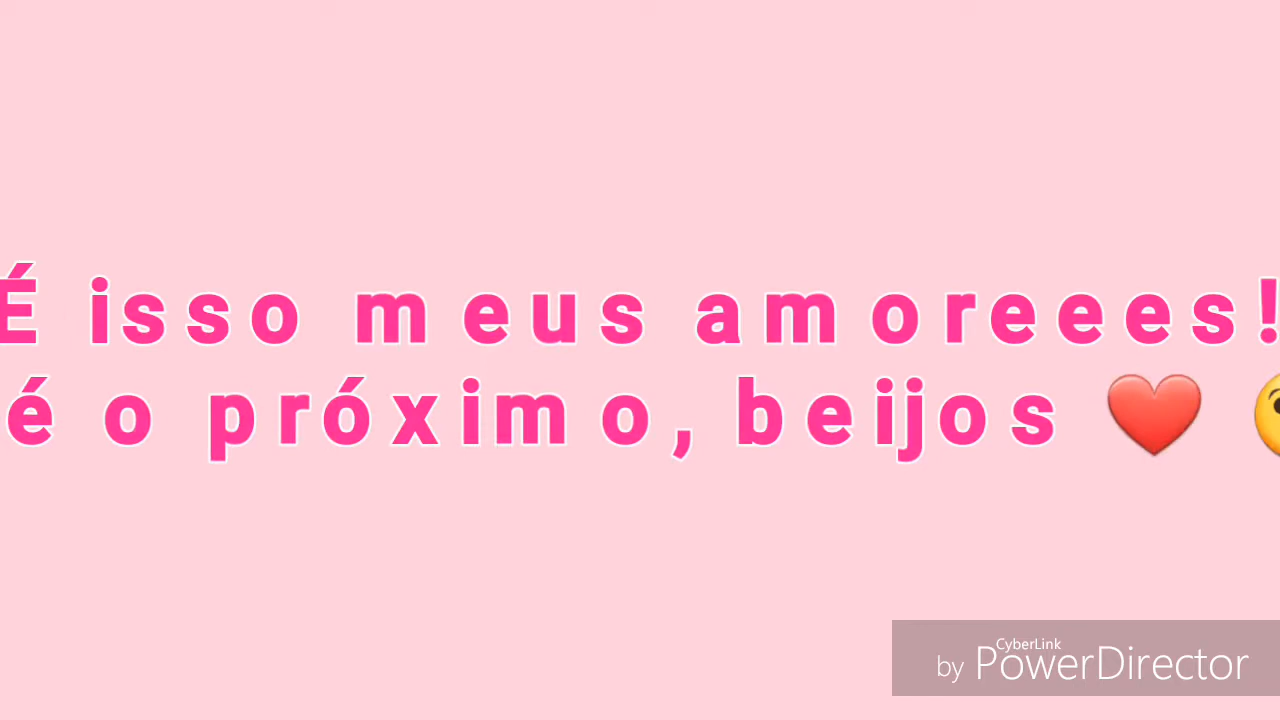 É isso meus amoreees!
é o próximo, beijos ❤️
CyberLink
by PowerDirector